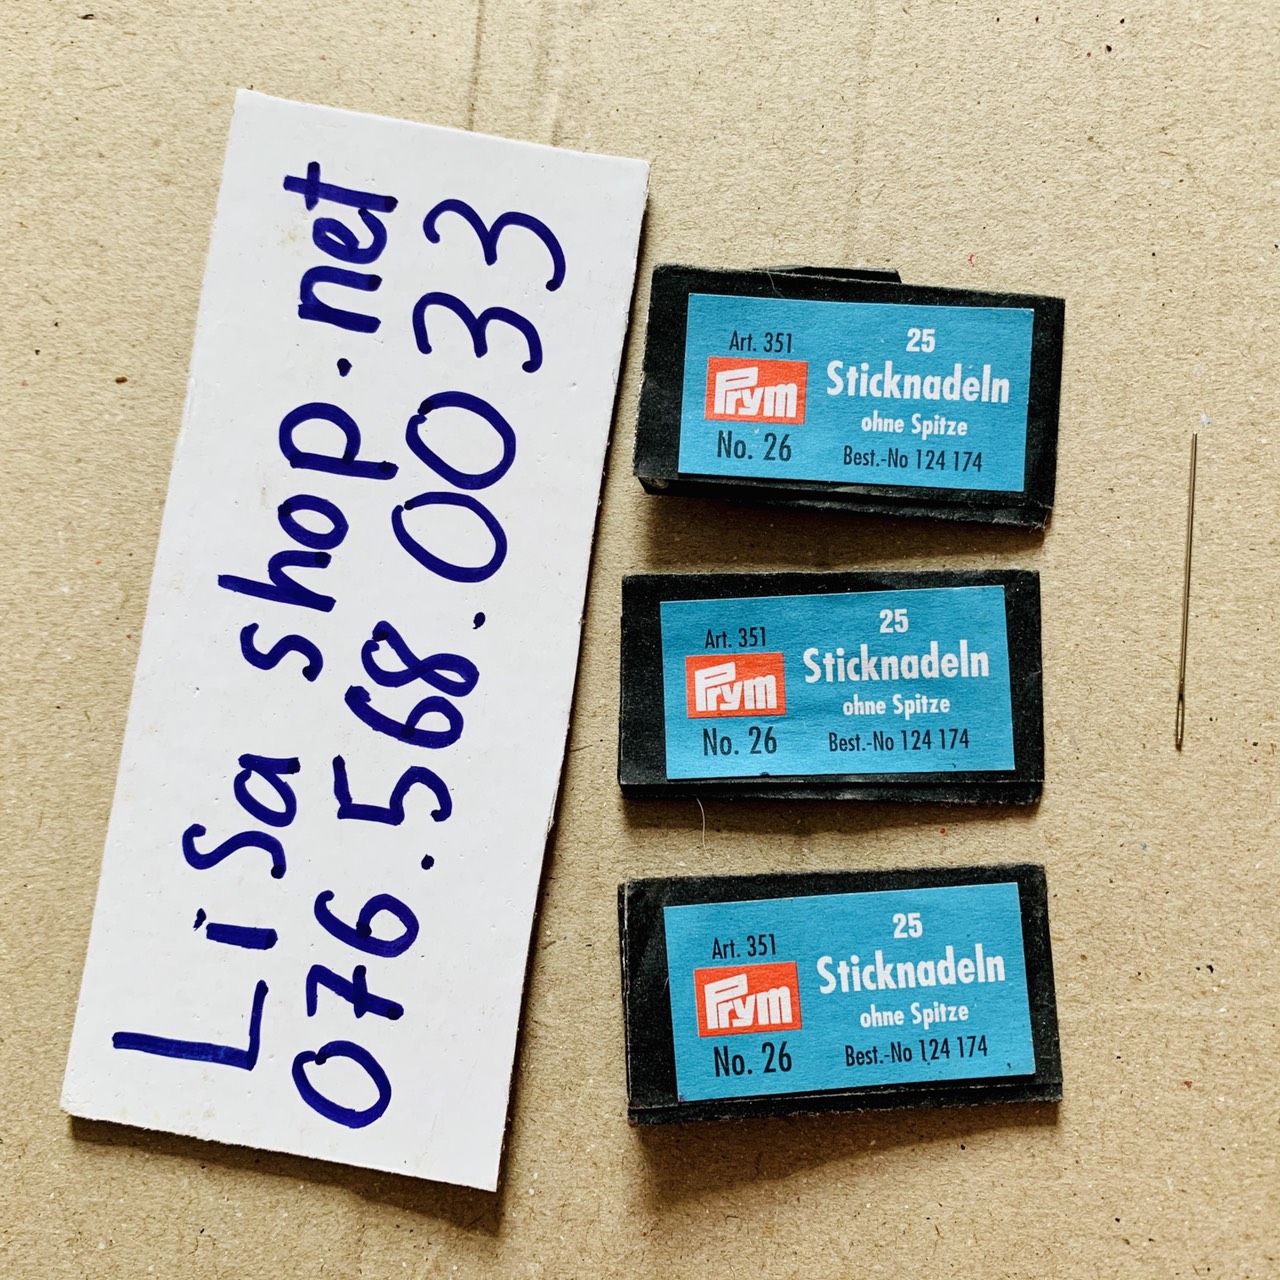 Lisa shop.net
076.568.0033
Art. 351
Prym
No. 26
25
Sticknadeln
ohne Spitze
Best.-No 124 174
Art. 351
Prym
No. 26
25
Sticknadeln
ohne Spitze
Best.-No 124 174
Art. 351
Prym
No. 26
25
Sticknadeln
ohne Spitze
Best.-No 124 174